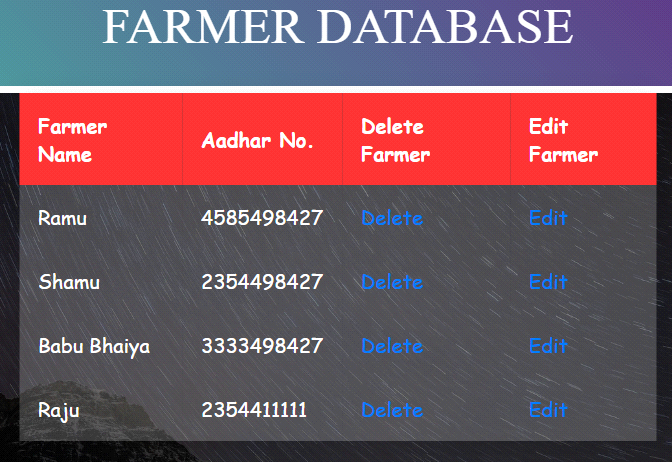 FARMER DATABASE
Farmer Name Aadhar No. Delete Farmer Edit Farmer
Ramu 4585498427 Delete Edit
Shamu 2354498427 Delete Edit
Babu Bhaiya 3333498427 Delete Edit
Raju 2354411111 Delete Edit